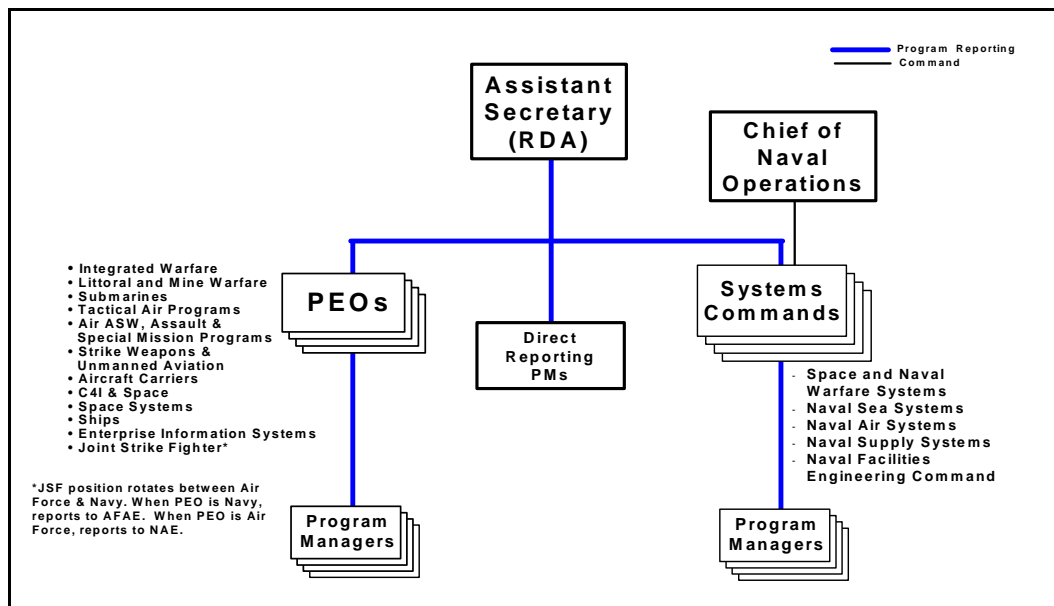 Program Reporting
Command
Assistant
Secretary
(RDA)
Chief of
Naval
Operations
• Integrated Warfare
• Littoral and Mine Warfare
• Submarines
• Tactical Air Programs
• Air ASW, Assault &
Special Mission Programs
• Strike Weapons &
Unmanned Aviation
• Aircraft Carriers
• C4I & Space
• Space Systems
• Ships
• Enterprise Information Systems
• Joint Strike Fighter*
PEOs
Direct
Reporting
PMs
Systems
Commands
- Space and Naval
Warfare Systems
- Naval Sea Systems
- Naval Air Systems
- Naval Supply Systems
- Naval Facilities
Engineering Command
*JSF position rotates between Air
Force & Navy. When PEO is Navy,
reports to AFAE. When PEO is Air
Force, reports to NAE.
Program
Managers
Program
Managers